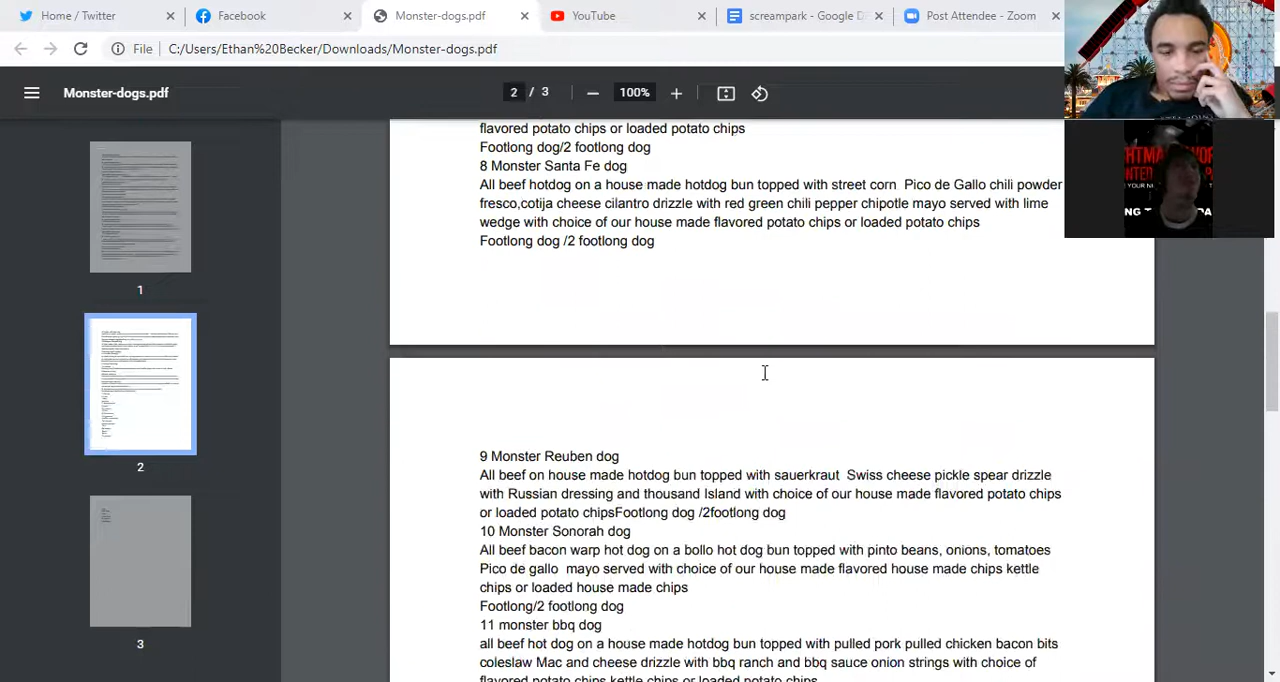 Home / Twitter
Facebook
Monster-dogs.pdf
YouTube
screampark - Google D
Post Attendee - Zoom
File
C:/Users/Ethan%20Becker/Downloads/Monster-dogs.pdf
Monster-dogs.pdf
2 / 3
100%
1
2
3
flavored potato chips or loaded potato chips
Footlong dog/2 footlong dog
8 Monster Santa Fe dog
All beef hotdog on a house made hotdog bun topped with street corn Pico de Gallo chili powder
fresco,cotija cheese cilantro drizzle with red green chili pepper chipotle mayo served with lime
wedge with choice of our house made flavored potato chips or loaded potato chips
Footlong dog /2 footlong dog
9 Monster Reuben dog
All beef on house made hotdog bun topped with sauerkraut Swiss cheese pickle spear drizzle
with Russian dressing and thousand Island with choice of our house made flavored potato chips
or loaded potato chipsFootlong dog /2footlong dog
10 Monster Sonorah dog
All beef bacon warp hot dog on a bollo hot dog bun topped with pinto beans, onions, tomatoes
Pico de gallo mayo served with choice of our house made flavored house made chips kettle
chips or loaded house made chips
Footlong/2 footlong dog
11 monster bbq dog
all beef hot dog on a house made hotdog bun topped with pulled pork pulled chicken bacon bits
coleslaw Mac and cheese drizzle with bbq ranch and bbq sauce onion strings with choice of
flavored potato chips kettle chips or loaded potato chips